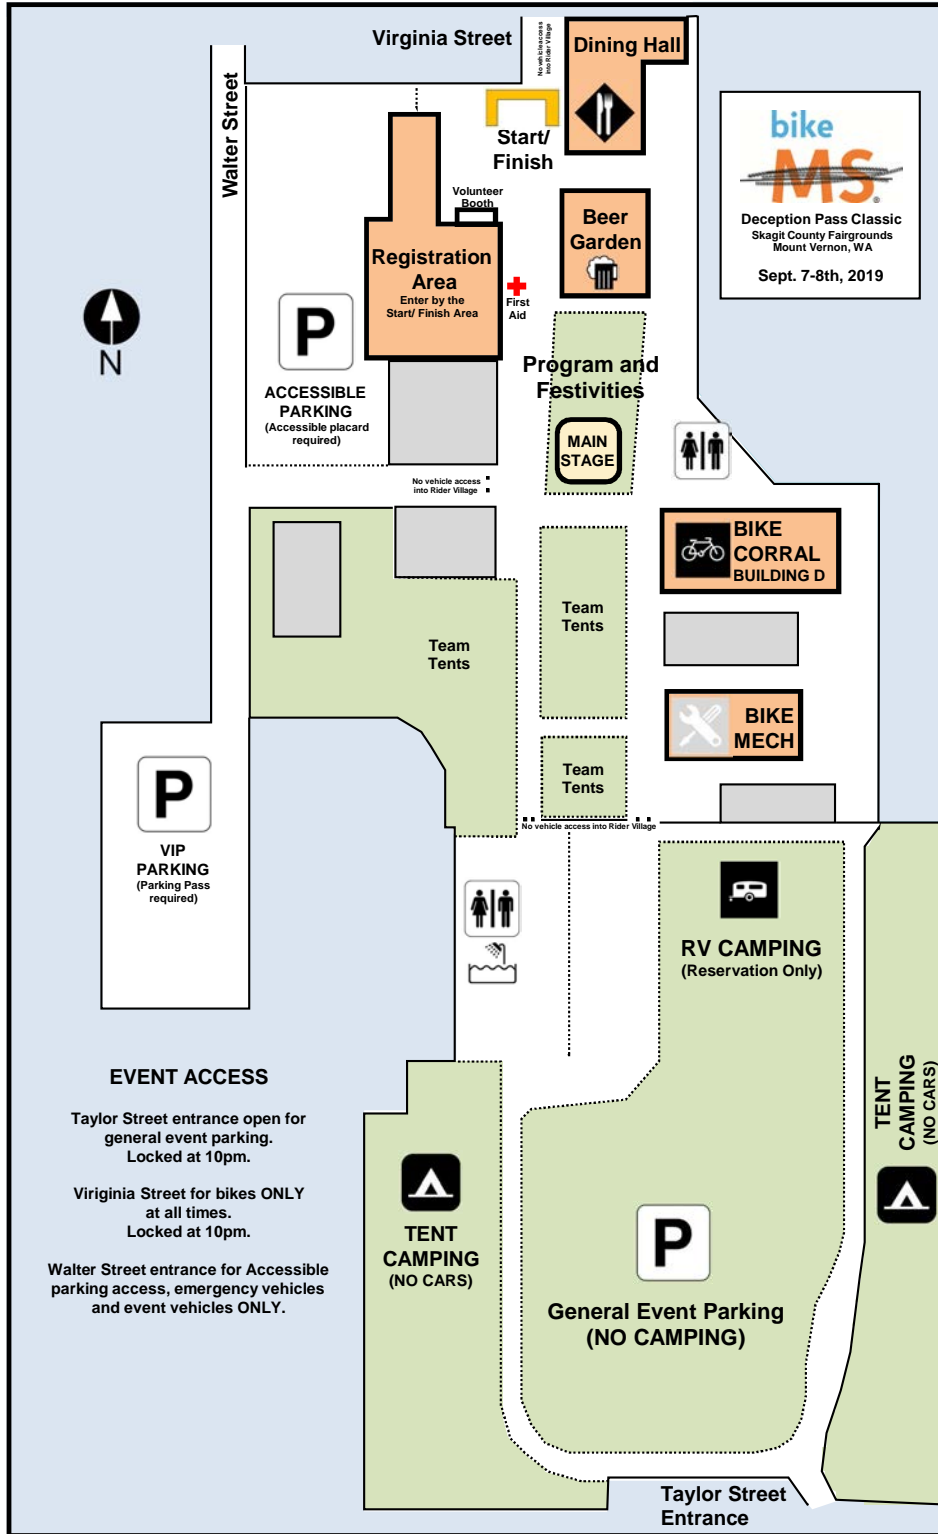 Virginia Street
No vehicle access
into Rider Village
Dining Hall
Walter Street
Start/
Finish
bike
MS®
Deception Pass Classic
Skagit County Fairgrounds
Mount Vernon, WA
Sept. 7-8th, 2019
Volunteer
Booth
Beer
Garden
Registration
Area
Enter by the
Start/ Finish Area
First
Aid
P
N
ACCESSIBLE
PARKING
(Accessible placard
required)
Program and
Festivities
MAIN
STAGE
No vehicle access
into Rider Village
BIKE
CORRAL
BUILDING D
Team
Tents
Team
Tents
BIKE
MECH
Team
Tents
P
VIP
PARKING
(Parking Pass
required)
No vehicle access into Rider Village
RV CAMPING
(Reservation Only)
TENT
CAMPING
(NO CARS)
EVENT ACCESS
Taylor Street entrance open for
general event parking.
Locked at 10pm.
Viriginia Street for bikes ONLY
at all times.
Locked at 10pm.
Walter Street entrance for Accessible
parking access, emergency vehicles
and event vehicles ONLY.
TENT
CAMPING
(NO CARS)
P
General Event Parking
(NO CAMPING)
Taylor Street
Entrance